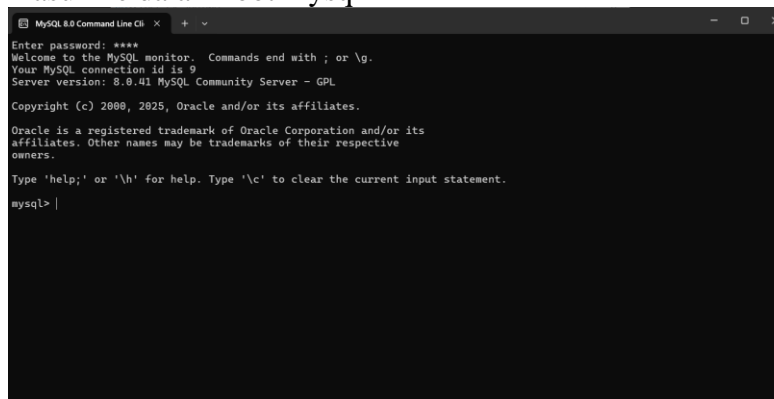 MySQL 8.0 Command Line Cli
Enter password: ****
Welcome to the MySQL monitor.  Commands end with ; or \g.
Your MySQL connection id is 9
Server version: 8.0.41 MySQL Community Server - GPL
Copyright (c) 2000, 2025, Oracle and/or its affiliates.
Oracle is a registered trademark of Oracle Corporation and/or its
affiliates. Other names may be trademarks of their respective
owners.
Type 'help;' or '\h' for help. Type '\c' to clear the current input statement.
mysql>